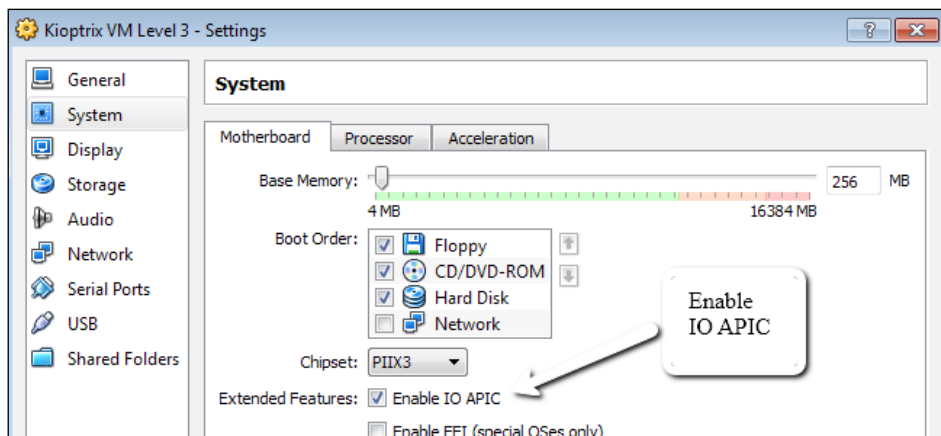 Kioptrix VM Level 3 - Settings
General
System
Display
Storage
Audio
Network
Serial Ports
USB
Shared Folders
System
Motherboard Processor Acceleration
Base Memory: 256 MB
4 MB 16384 MB
Boot Order: Floppy
CD/DVD-ROM
Hard Disk
Network
Chipset: PIIX3
Extended Features: Enable IO APIC
Enable EFI (special OSes only)
Enable
IO APIC